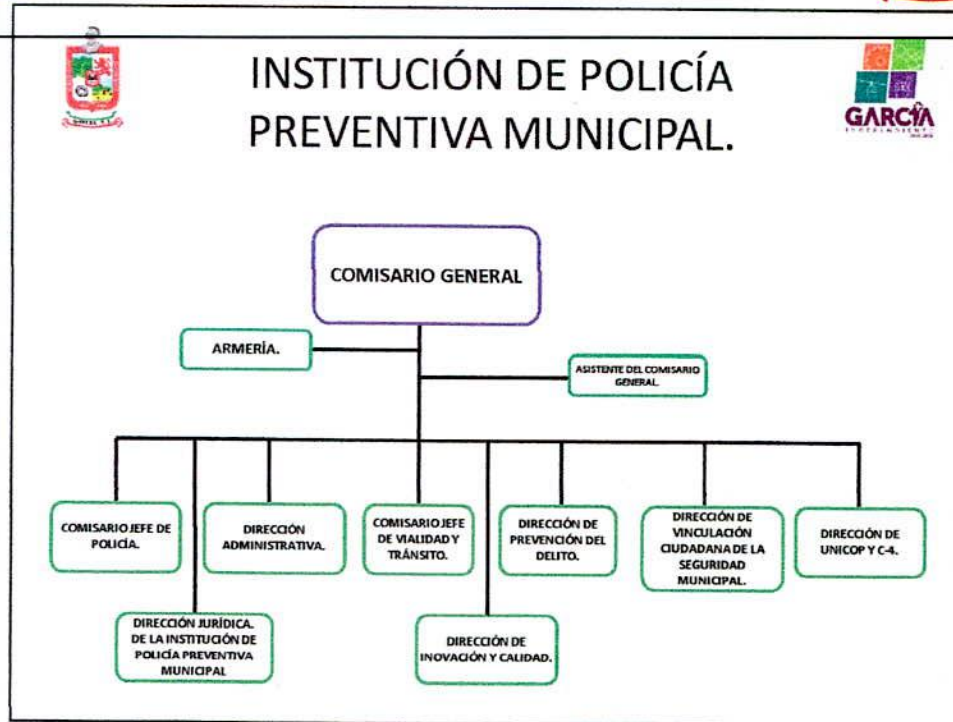 INSTITUCIÓN DE POLICÍA
PREVENTIVA MUNICIPAL.
GARCÍA
COMISARIO GENERAL
ARMERÍA.
ASISTENTE DEL COMISARIO
GENERAL.
COMISARIO JEFE DE
POLICÍA.
DIRECCIÓN
ADMINISTRATIVA.
COMISARIO JEFE
DE VIALIDAD Y
TRÁNSITO.
DIRECCIÓN DE
PREVENCIÓN DEL
DELITO.
DIRECCIÓN DE
VINCULACIÓN
CIUDADANA DE LA
SEGURIDAD
MUNICIPAL.
DIRECCIÓN DE
UNICOP Y C-4.
DIRECCIÓN JURÍDICA.
DE LA INSTITUCIÓN DE
POLICÍA PREVENTIVA
MUNICIPAL
DIRECCIÓN DE
INOVACIÓN Y CALIDAD.